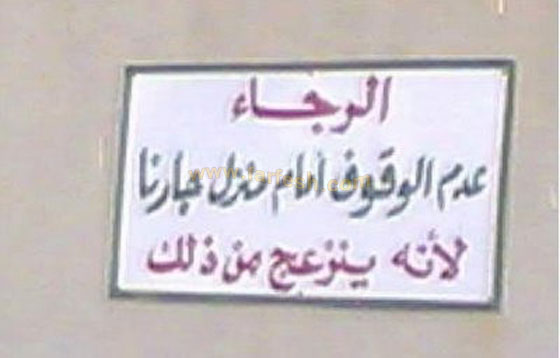 الرجاء
عدم الوقوف أمام منزل جارنا
لأنه ينزعج من ذلك